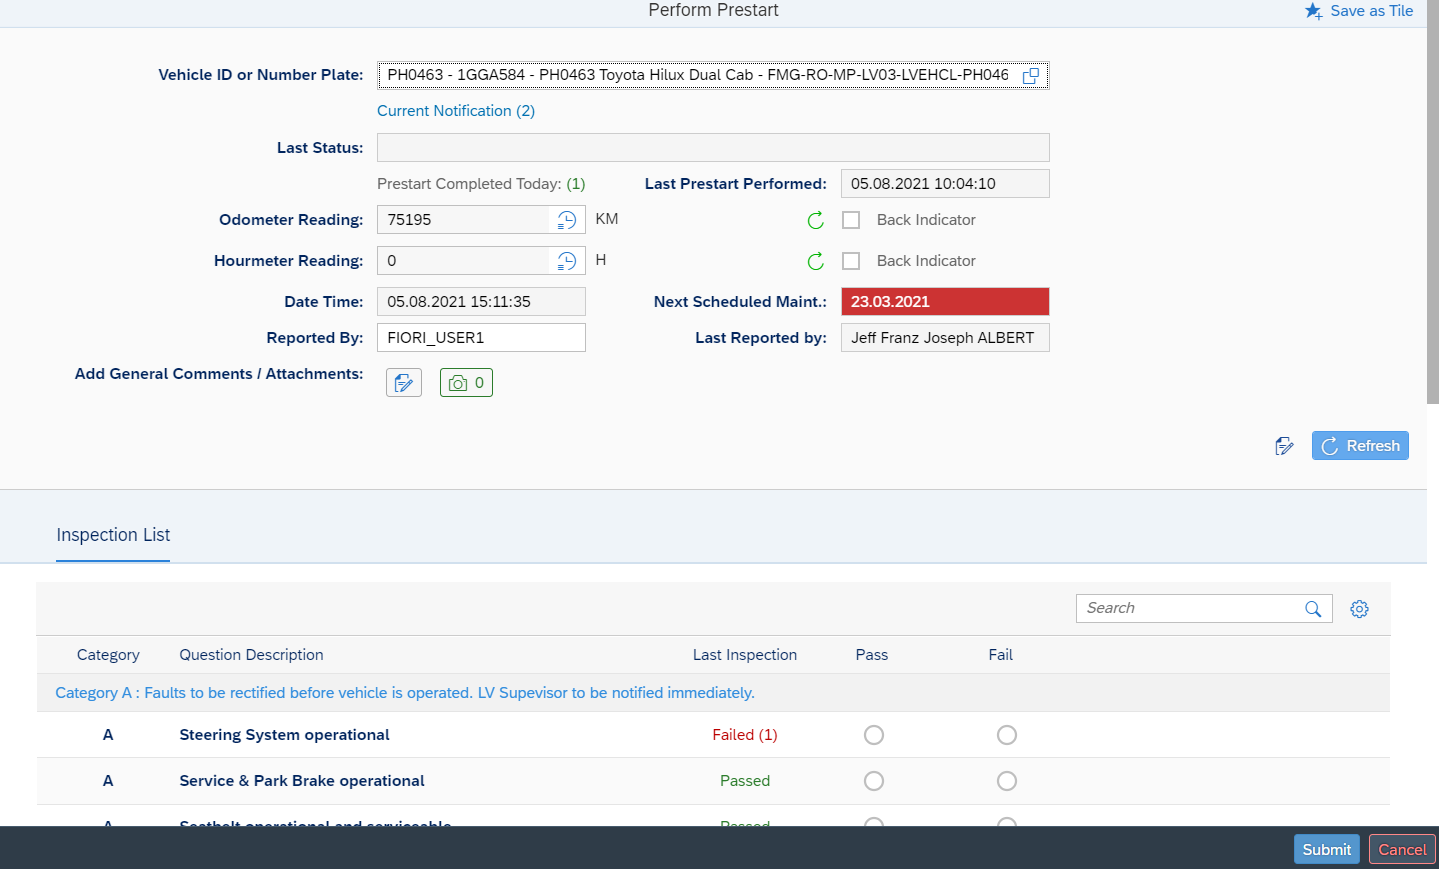 Perform Prestart
Save as Tile
Vehicle ID or Number Plate: PH0463 - 1GGA584 - PH0463 Toyota Hilux Dual Cab - FMG-RO-MP-LV03-LVEHCL-PH046
Current Notification (2)
Last Status:
Prestart Completed Today: (1) Last Prestart Performed: 05.08.2021 10:04:10
Odometer Reading: 75195 KM Back Indicator
Hourmeter Reading: 0 H Back Indicator
Date Time: 05.08.2021 15:11:35 Next Scheduled Maint.: 23.03.2021
Reported By: FIORI_USER1 Last Reported by: Jeff Franz Joseph ALBERT
Add General Comments / Attachments: 0
Refresh
Inspection List
Search
Category Question Description Last Inspection Pass Fail
Category A : Faults to be rectified before vehicle is operated. LV Supevisor to be notified immediately.
A Steering System operational Failed (1)
A Service & Park Brake operational Passed
A Seatbelt operational and serviceable Passed
Submit Cancel